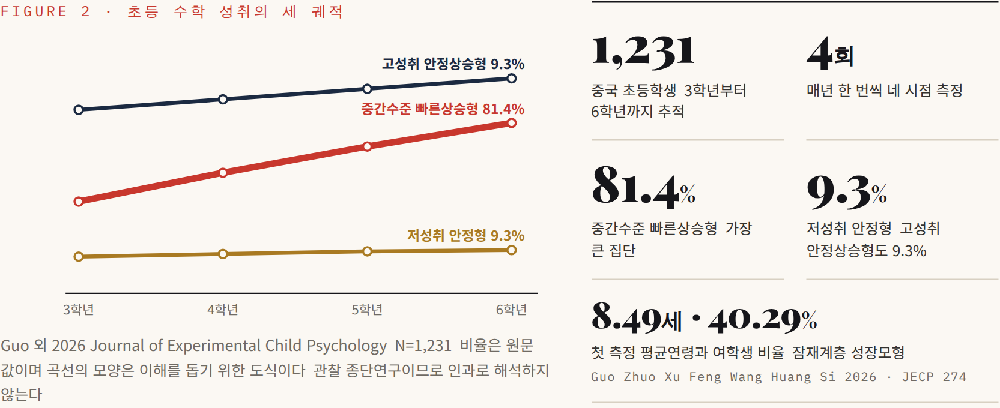 FIGURE 2 · 초등 수학 성취의 세 궤적
고성취 안정상승형 9.3%
중간수준 빠른상승형 81.4%
저성취 안정형 9.3%
3학년 4학년 5학년 6학년
Guo 외 2026 Journal of Experimental Child Psychology N=1,231 비율은 원문
값이며 곡선의 모양은 이해를 돕기 위한 도식이다 관찰 종단연구이므로 인과로 해석하지
않는다
1,231
중국 초등학생 3학년부터
6학년까지 추적
4회
매년 한 번씩 네 시점 측정
81.4%
중간수준 빠른상승형 가장
큰 집단
9.3%
저성취 안정형 고성취
안정상승형도 9.3%
8.49세 · 40.29%
첫 측정 평균연령과 여학생 비율 잠재계층 성장모형
Guo Zhuo Xu Feng Wang Huang Si 2026 · JECP 274